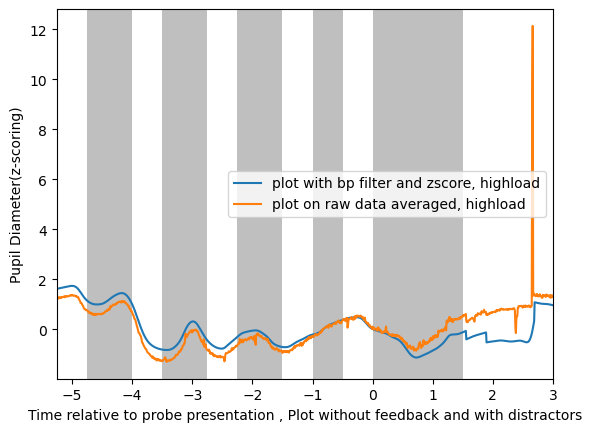 12
10
8
6
4
2
0
Pupil Diameter(z-scoring)
plot with bp filter and zscore, highload
plot on raw data averaged, highload
−5 −4 −3 −2 −1 0 1 2 3
Time relative to probe presentation , Plot without feedback and with distractors